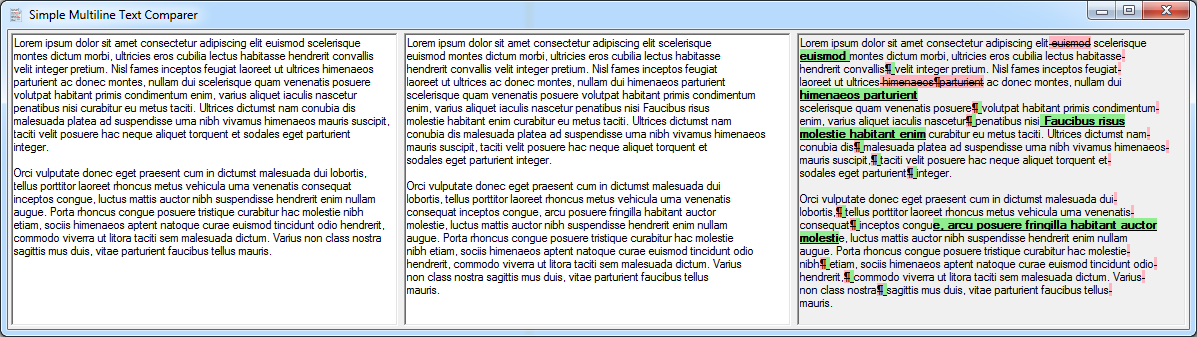 Simple Multiline Text Comparer
Lorem ipsum dolor sit amet consectetur adipiscing elit euismod scelerisque
montes dictum morbi, ultricies eros cubilia lectus habitasse hendrerit convallis
velit integer pretium. Nisl fames inceptos feugiat laoreet ut ultrices himenaeos
parturient ac donec montes, nullam dui scelerisque quam venenatis posuere
volutpat habitant primis condimentum enim, varius aliquet iaculis nascetur
penatibus nisi curabitur eu metus taciti. Ultrices dictumst nam conubia dis
malesuada platea ad suspendisse urna nibh vivamus himenaeos mauris suscipit,
taciti velit posuere hac neque aliquet torquent et sodales eget parturient
integer.
Orci vulputate donec eget praesent cum in dictumst malesuada dui lobortis,
tellus porttitor laoreet rhoncus metus vehicula urna venenatis consequat
inceptos congue, luctus mattis auctor nibh suspendisse hendrerit enim nullam
augue. Porta rhoncus congue posuere tristique curabitur hac molestie nibh
etiam, sociis himenaeos aptent natoque curae euismod tincidunt odio hendrerit,
commodo viverra ut litora taciti sem malesuada dictum. Varius non class nostra
sagittis mus duis, vitae parturient faucibus tellus mauris.
Lorem ipsum dolor sit amet consectetur adipiscing elit scelerisque euismod
montes dictum morbi, ultricies eros cubilia lectus habitasse
hendrerit convallis velit integer pretium. Nisl fames inceptos feugiat
laoreet ut ultrices ac donec montes, nullam dui himenaeos parturient
scelerisque quam venenatis posuere volutpat habitant primis condimentum
enim, varius aliquet iaculis nascetur penatibus nisi Faucibus risus
molestie habitant enim curabitur eu metus taciti. Ultrices dictumst nam
conubia dis malesuada platea ad suspendisse urna nibh vivamus himenaeos
mauris suscipit, taciti velit posuere hac neque aliquet torquent et
sodales eget parturient integer.
Orci vulputate donec eget praesent cum in dictumst malesuada dui
lobortis, tellus porttitor laoreet rhoncus metus vehicula urna venenatis
consequat inceptos congue, arcu posuere fringilla habitant auctor
molestie, luctus mattis auctor nibh suspendisse hendrerit enim nullam
augue. Porta rhoncus congue posuere tristique curabitur hac molestie
nibh etiam, sociis himenaeos aptent natoque curae euismod tincidunt odio
hendrerit, commodo viverra ut litora taciti sem malesuada dictum. Varius
non class nostra sagittis mus duis, vitae parturient faucibus tellus
mauris.
Lorem ipsum dolor sit amet consectetur adipiscing elit euismod scelerisque
euismod montes dictum morbi, ultricies eros cubilia lectus habitasse
hendrerit convallis¶ velit integer pretium. Nisl fames inceptos feugiat
laoreet ut ultrices himenaeos¶parturient ac donec montes, nullam dui
himenaeos parturient
scelerisque quam venenatis posuere¶ volutpat habitant primis condimentum
enim, varius aliquet iaculis nascetur¶ penatibus nisi Faucibus risus
molestie habitant enim curabitur eu metus taciti. Ultrices dictumst nam
conubia dis¶ malesuada platea ad suspendisse urna nibh vivamus himenaeos
mauris suscipit,¶ taciti velit posuere hac neque aliquet torquent et
sodales eget parturient¶ integer.
Orci vulputate donec eget praesent cum in dictumst malesuada dui
lobortis,¶ tellus porttitor laoreet rhoncus metus vehicula urna venenatis
consequat¶ inceptos congue, arcu posuere fringilla habitant auctor
molestie, luctus mattis auctor nibh suspendisse hendrerit enim nullam
augue. Porta rhoncus congue posuere tristique curabitur hac molestie
nibh¶ etiam, sociis himenaeos aptent natoque curae euismod tincidunt odio
hendrerit,¶ commodo viverra ut litora taciti sem malesuada dictum. Varius
non class nostra¶ sagittis mus duis, vitae parturient faucibus tellus
mauris.